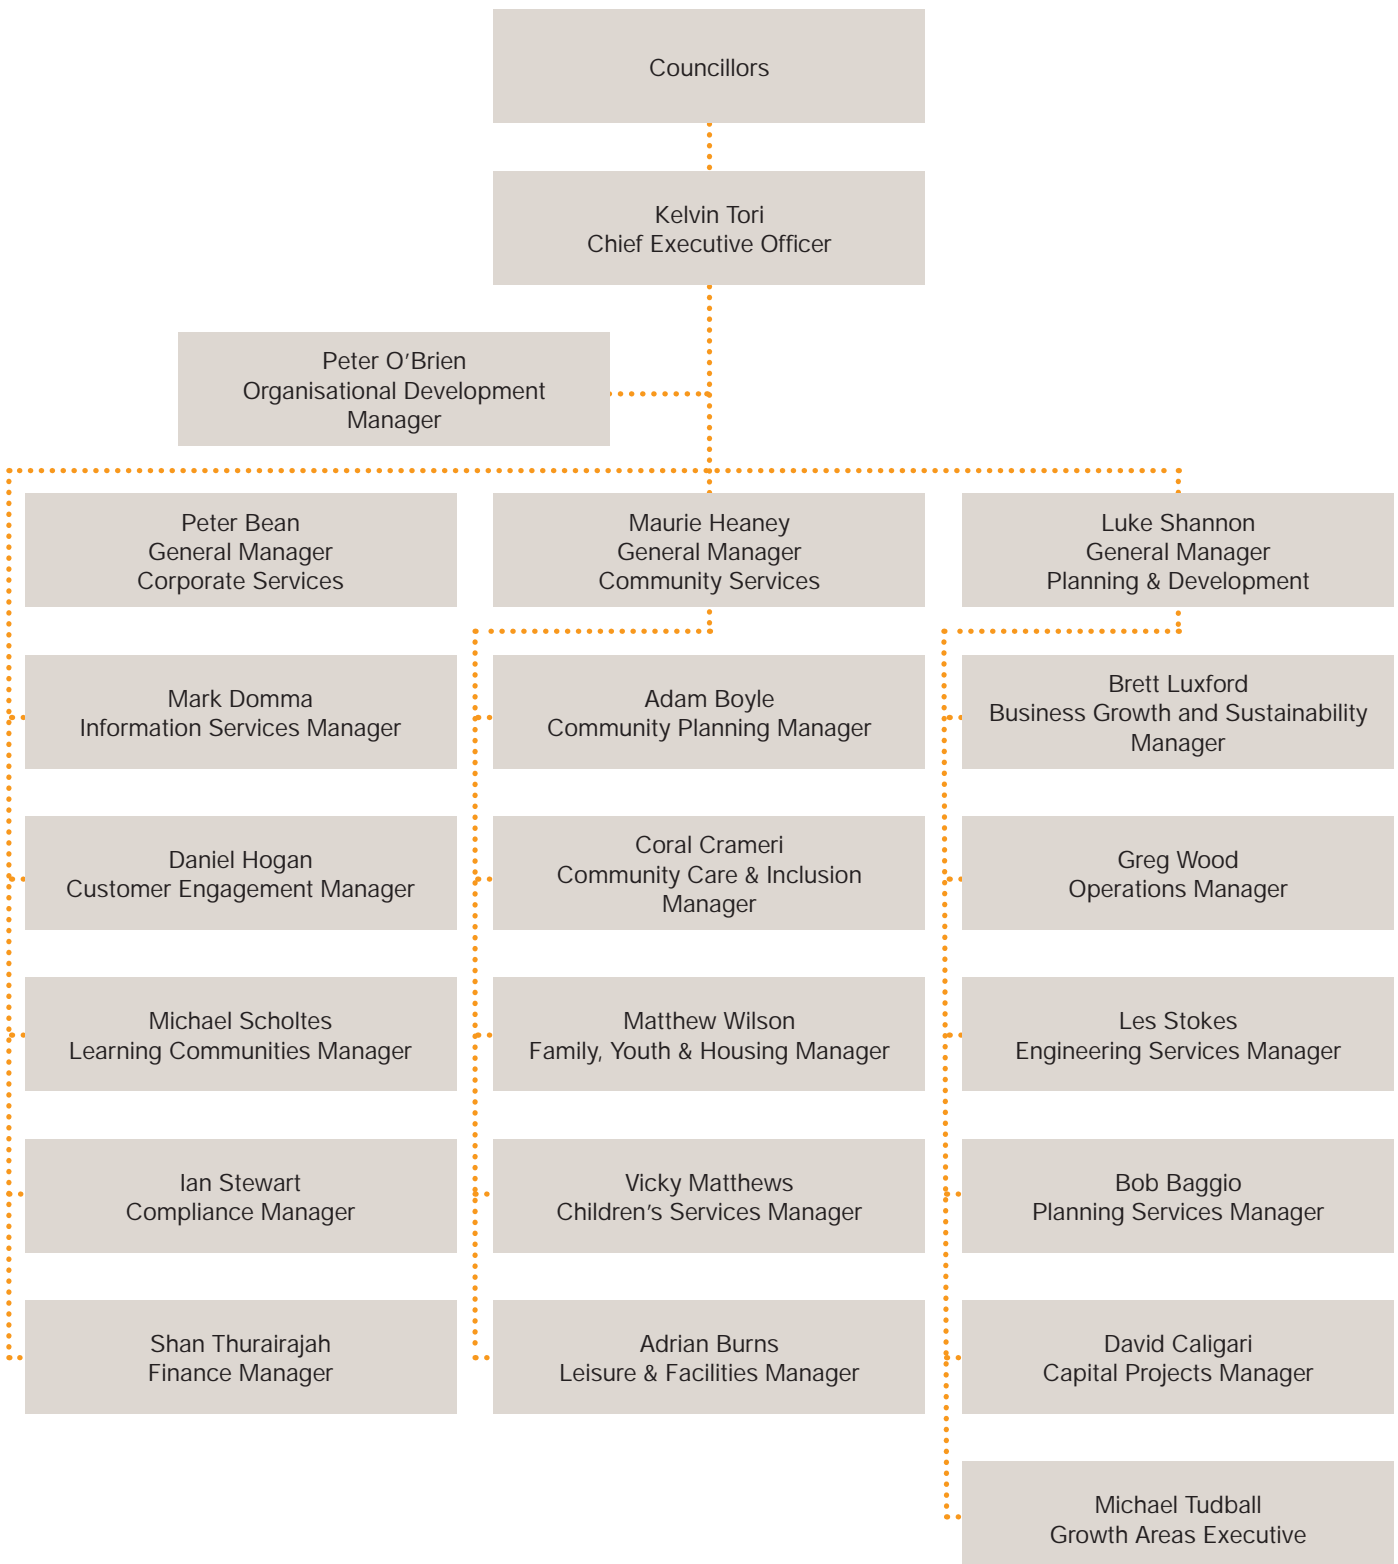 Councillors
Kelvin Tori
Chief Executive Officer
Peter O’Brien
Organisational Development
Manager
Peter Bean
General Manager
Corporate Services
Maurie Heaney
General Manager
Community Services
Luke Shannon
General Manager
Planning & Development
Mark Domma
Information Services Manager
Adam Boyle
Community Planning Manager
Brett Luxford
Business Growth and Sustainability
Manager
Daniel Hogan
Customer Engagement Manager
Coral Crameri
Community Care & Inclusion
Manager
Greg Wood
Operations Manager
Michael Scholtes
Learning Communities Manager
Matthew Wilson
Family, Youth & Housing Manager
Les Stokes
Engineering Services Manager
Ian Stewart
Compliance Manager
Vicky Matthews
Children’s Services Manager
Bob Baggio
Planning Services Manager
Shan Thurairajah
Finance Manager
Adrian Burns
Leisure & Facilities Manager
David Caligari
Capital Projects Manager
Michael Tudball
Growth Areas Executive